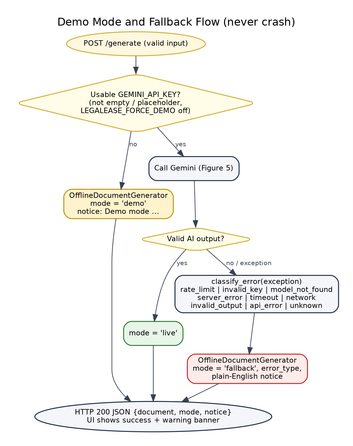 Demo Mode and Fallback Flow (never crash)
POST /generate (valid input)
Usable GEMINI_API_KEY?
(not empty / placeholder,
LEGALEASE_FORCE_DEMO off)
no
yes
Call Gemini (Figure 5)
OfflineDocumentGenerator
mode = 'demo'
notice: Demo mode ...
Valid AI output?
yes
no / exception
classify_error(exception)
rate_limit | invalid_key | model_not_found
server_error | timeout | network
invalid_output | api_error | unknown
mode = 'live'
OfflineDocumentGenerator
mode = 'fallback', error_type,
plain-English notice
HTTP 200 JSON {document, mode, notice}
UI shows success + warning banner